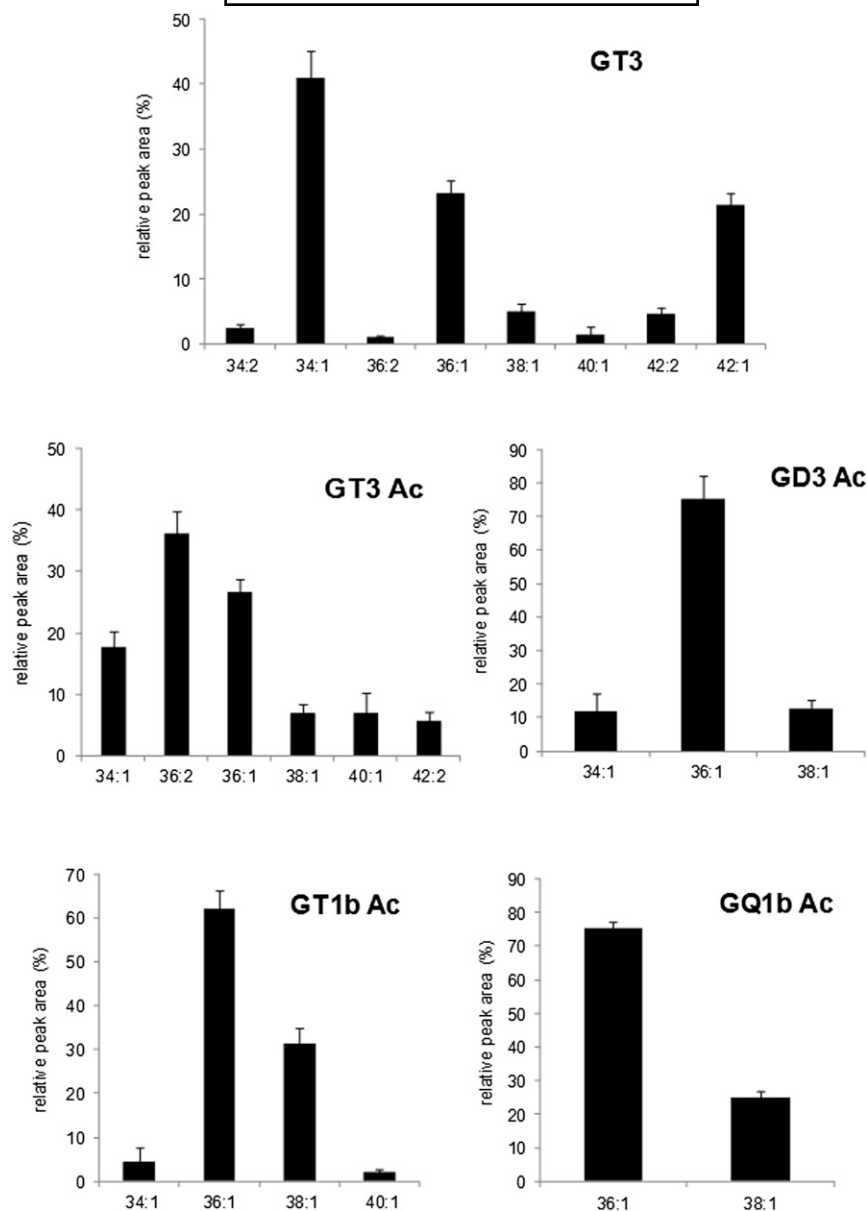 GT3
relative peak area (%)
50
40
30
20
10
0
34:2 34:1 36:2 36:1 38:1 40:1 42:2 42:1
GT3 Ac
relative peak area (%)
50
40
30
20
10
0
34:1 36:2 36:1 38:1 40:1 42:2
GD3 Ac
relative peak area (%)
90
80
70
60
50
40
30
20
10
0
34:1 36:1 38:1
GT1b Ac
relative peak area (%)
70
60
50
40
30
20
10
0
34:1 36:1 38:1 40:1
GQ1b Ac
relative peak area (%)
90
80
70
60
50
40
30
20
10
0
36:1 38:1